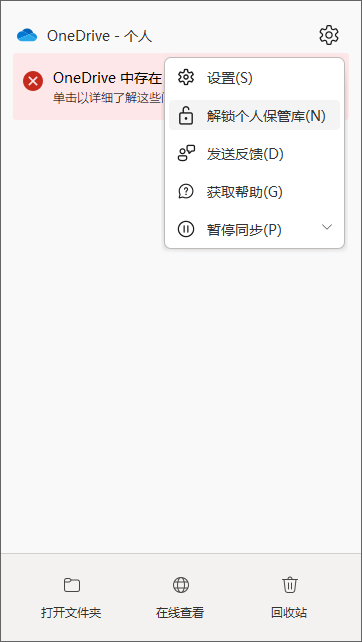 OneDrive - 个人
OneDrive 中存在
单击以详细了解这些
设置(S)
解锁个人保管库(N)
发送反馈(D)
获取帮助(G)
暂停同步(P)
打开文件夹
在线查看
回收站